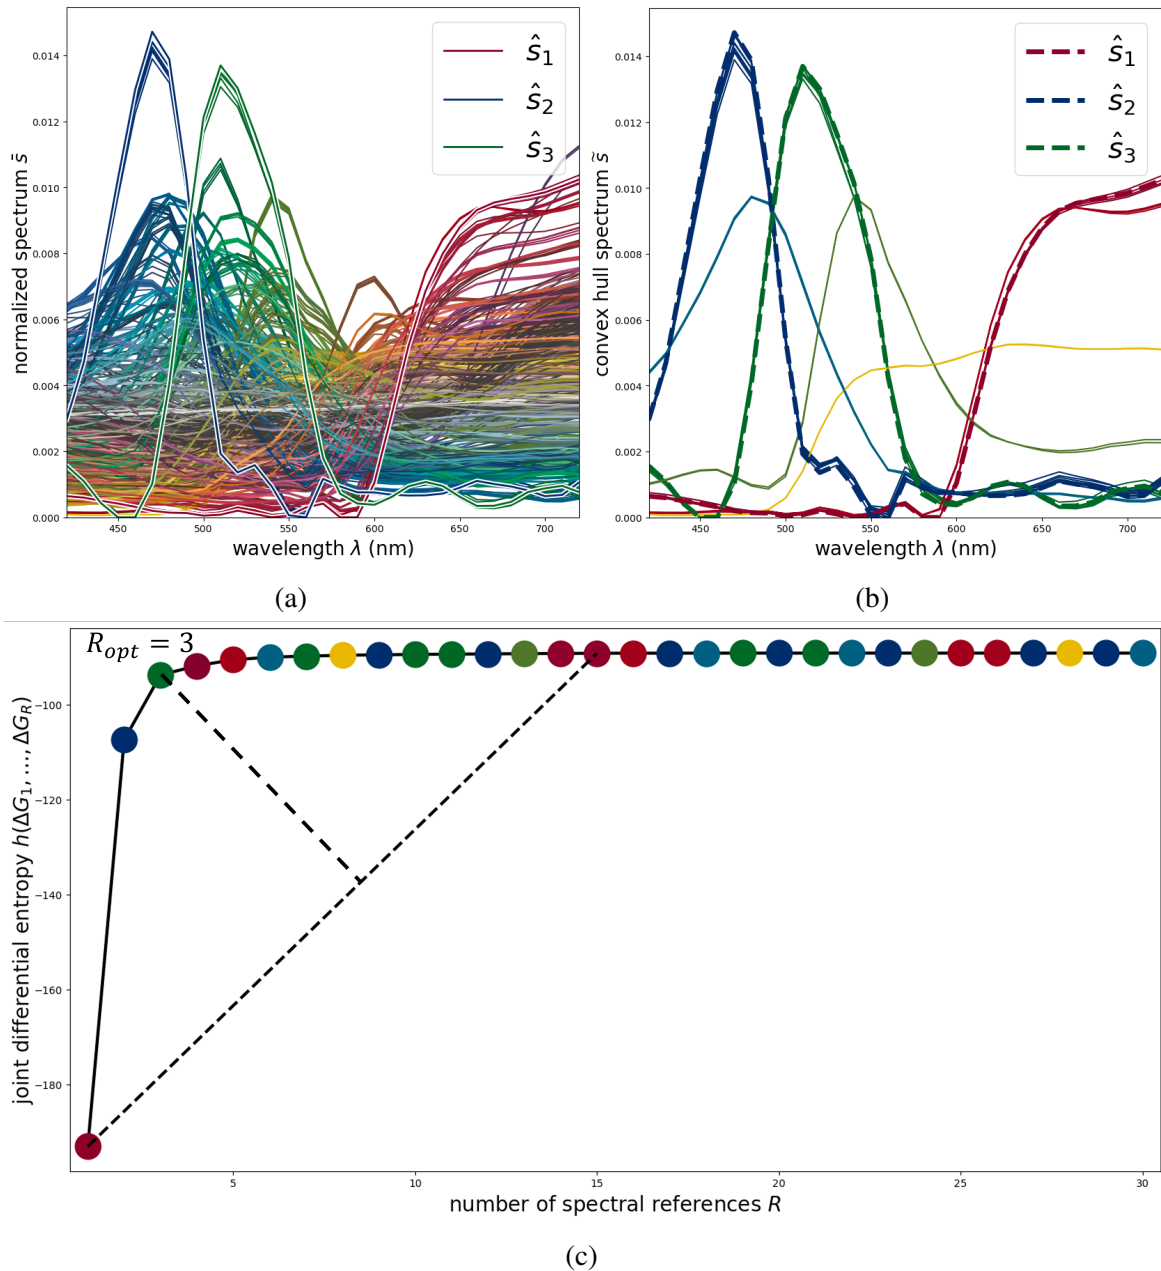 0.014
0.012
0.010
0.008
0.006
0.004
0.002
0.000
normalized spectrum s̄
ŝ₁
ŝ₂
ŝ₃
450 500 550 600 650 700
wavelength λ (nm)
(a)
0.014
0.012
0.010
0.008
0.006
0.004
0.002
0.000
convex hull spectrum s̃
ŝ₁
ŝ₂
ŝ₃
450 500 550 600 650 700
wavelength λ (nm)
(b)
R_opt = 3
−100
−120
−140
−160
−180
joint differential entropy h(ΔG₁, ..., ΔG_R)
5 10 15 20 25 30
number of spectral references R
(c)